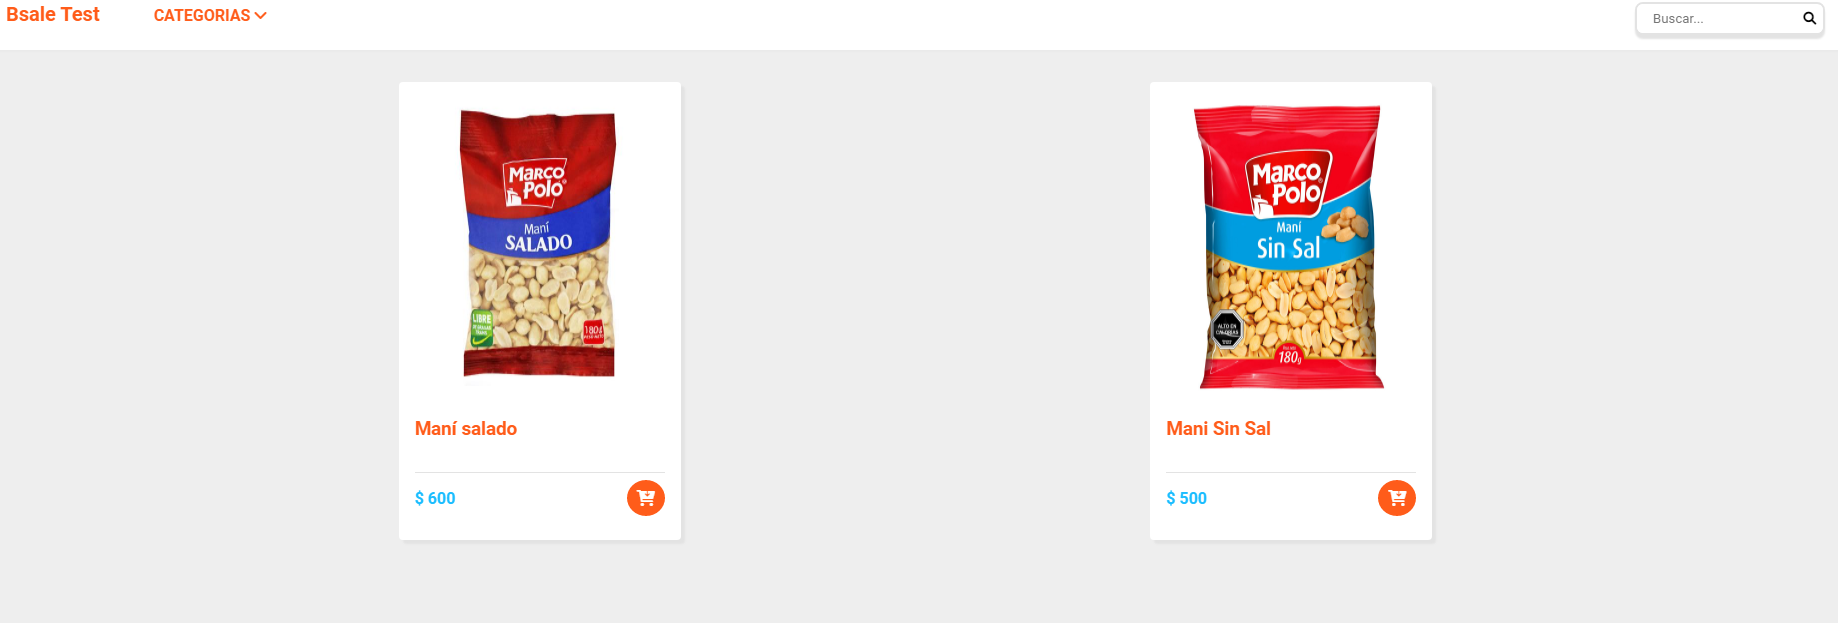 Bsale Test
CATEGORIAS
Buscar...
MARCO
POLO
Maní
SALADO
LIBRE
180g
Maní salado
$ 600
MARCO
POLO
Maní
Sin Sal
ALTO EN
CALORIAS
180g
Mani Sin Sal
$ 500